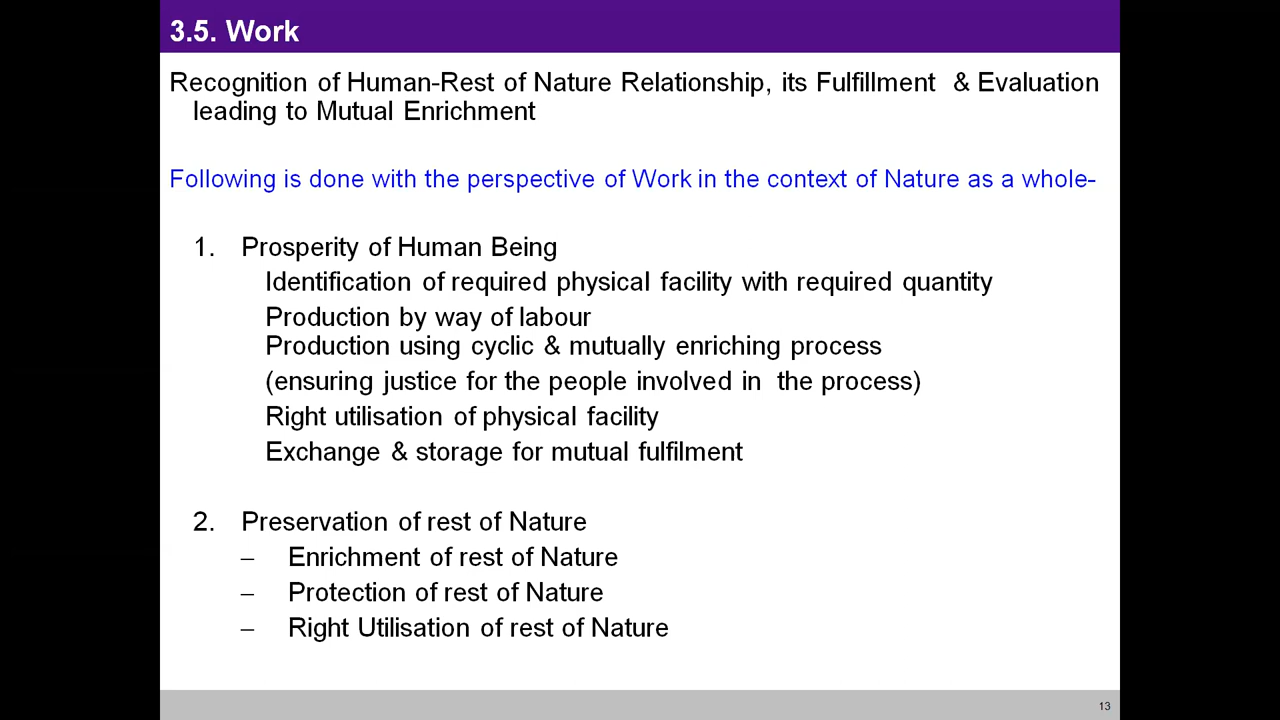 3.5. Work
Recognition of Human-Rest of Nature Relationship, its Fulfillment & Evaluation
leading to Mutual Enrichment
Following is done with the perspective of Work in the context of Nature as a whole-
1. Prosperity of Human Being
Identification of required physical facility with required quantity
Production by way of labour
Production using cyclic & mutually enriching process
(ensuring justice for the people involved in the process)
Right utilisation of physical facility
Exchange & storage for mutual fulfilment
2. Preservation of rest of Nature
– Enrichment of rest of Nature
– Protection of rest of Nature
– Right Utilisation of rest of Nature
13